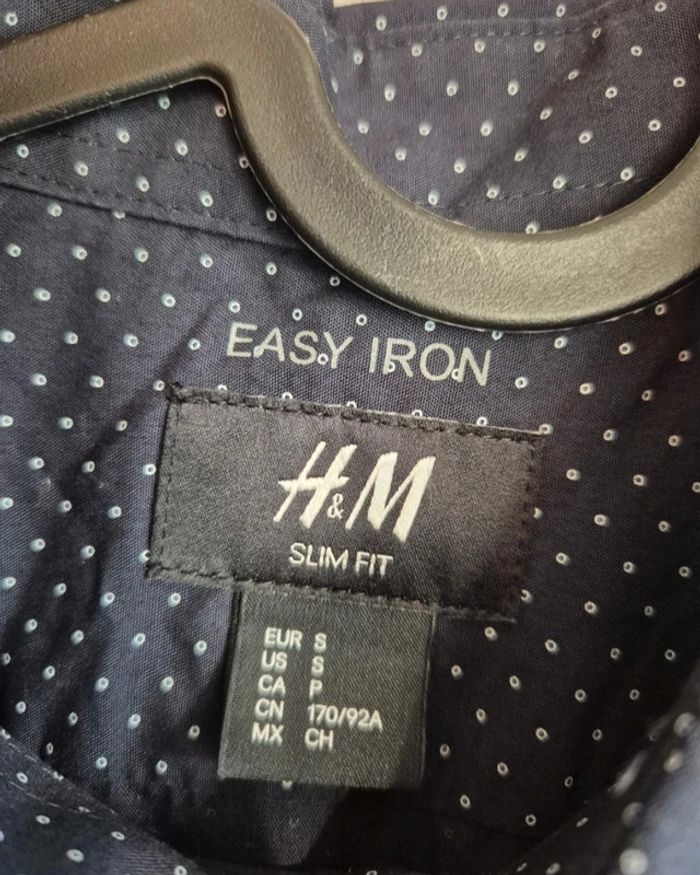 EASY IRON
H&M
SLIM FIT
EUR S
US S
CA P
CN 170/92A
MX CH